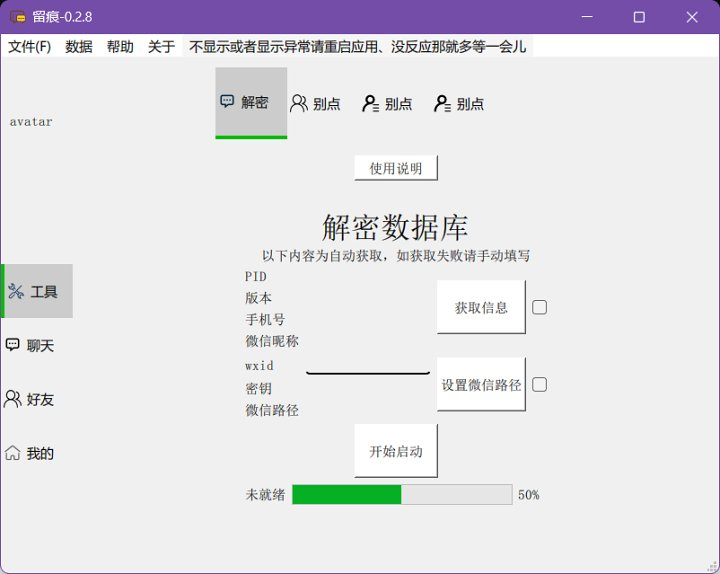 留痕-0.2.8
文件(F) 数据 帮助 关于 不显示或者显示异常请重启应用、没反应那就多等一会儿
解密 别点 别点 别点
avatar
使用说明
解密数据库
以下内容为自动获取，如获取失败请手动填写
PID
版本
获取信息
手机号
微信昵称
工具
聊天
wxid
密钥
设置微信路径
微信路径
好友
开始启动
我的
未就绪 50%